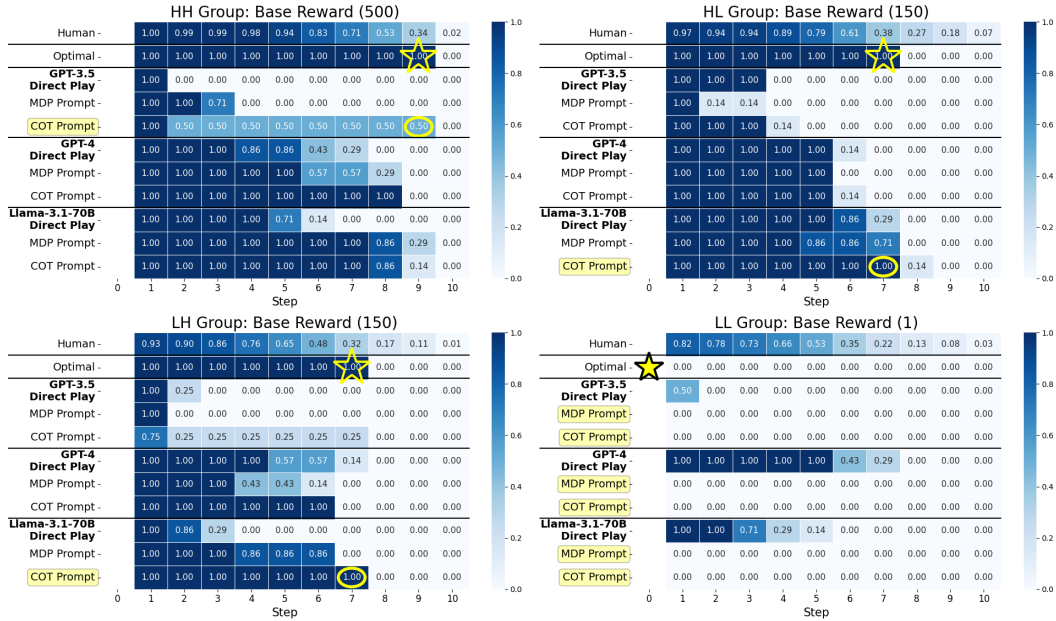 HH Group: Base Reward (500)
Human 1.00 0.99 0.99 0.98 0.94 0.83 0.71 0.53 0.34 0.02
Optimal 1.00 1.00 1.00 1.00 1.00 1.00 1.00 1.00 1.00 0.00
GPT-3.5
Direct Play 1.00 0.00 0.00 0.00 0.00 0.00 0.00 0.00 0.00 0.00
MDP Prompt 1.00 1.00 0.71 0.00 0.00 0.00 0.00 0.00 0.00 0.00
COT Prompt 1.00 0.50 0.50 0.50 0.50 0.50 0.50 0.50 0.50 0.00
GPT-4
Direct Play 1.00 1.00 1.00 0.86 0.86 0.43 0.29 0.00 0.00 0.00
MDP Prompt 1.00 1.00 1.00 1.00 1.00 0.57 0.57 0.29 0.00 0.00
COT Prompt 1.00 1.00 1.00 1.00 1.00 1.00 1.00 1.00 0.00 0.00
Llama-3.1-70B
Direct Play 1.00 1.00 1.00 1.00 0.71 0.14 0.00 0.00 0.00 0.00
MDP Prompt 1.00 1.00 1.00 1.00 1.00 1.00 1.00 0.86 0.29 0.00
COT Prompt 1.00 1.00 1.00 1.00 1.00 1.00 1.00 0.86 0.14 0.00
0 1 2 3 4 5 6 7 8 9 10
Step
1.0
0.8
0.6
0.4
0.2
0.0
HL Group: Base Reward (150)
Human 0.97 0.94 0.94 0.89 0.79 0.61 0.38 0.27 0.18 0.07
Optimal 1.00 1.00 1.00 1.00 1.00 1.00 1.00 0.00 0.00 0.00
GPT-3.5
Direct Play 1.00 1.00 1.00 0.00 0.00 0.00 0.00 0.00 0.00 0.00
MDP Prompt 1.00 0.14 0.14 0.00 0.00 0.00 0.00 0.00 0.00 0.00
COT Prompt 1.00 1.00 1.00 0.14 0.00 0.00 0.00 0.00 0.00 0.00
GPT-4
Direct Play 1.00 1.00 1.00 1.00 1.00 0.14 0.00 0.00 0.00 0.00
MDP Prompt 1.00 1.00 1.00 1.00 1.00 0.00 0.00 0.00 0.00 0.00
COT Prompt 1.00 1.00 1.00 1.00 1.00 0.14 0.00 0.00 0.00 0.00
Llama-3.1-70B
Direct Play 1.00 1.00 1.00 1.00 1.00 0.86 0.29 0.00 0.00 0.00
MDP Prompt 1.00 1.00 1.00 1.00 0.86 0.86 0.71 0.00 0.00 0.00
COT Prompt 1.00 1.00 1.00 1.00 1.00 1.00 1.00 0.14 0.00 0.00
0 1 2 3 4 5 6 7 8 9 10
Step
1.0
0.8
0.6
0.4
0.2
0.0
LH Group: Base Reward (150)
Human 0.93 0.90 0.86 0.76 0.65 0.48 0.32 0.17 0.11 0.01
Optimal 1.00 1.00 1.00 1.00 1.00 1.00 1.00 0.00 0.00 0.00
GPT-3.5
Direct Play 1.00 0.25 0.00 0.00 0.00 0.00 0.00 0.00 0.00 0.00
MDP Prompt 1.00 0.00 0.00 0.00 0.00 0.00 0.00 0.00 0.00 0.00
COT Prompt 0.75 0.25 0.25 0.25 0.25 0.25 0.25 0.00 0.00 0.00
GPT-4
Direct Play 1.00 1.00 1.00 1.00 0.57 0.57 0.14 0.00 0.00 0.00
MDP Prompt 1.00 1.00 1.00 0.43 0.43 0.14 0.00 0.00 0.00 0.00
COT Prompt 1.00 1.00 1.00 1.00 1.00 1.00 0.00 0.00 0.00 0.00
Llama-3.1-70B
Direct Play 1.00 0.86 0.29 0.00 0.00 0.00 0.00 0.00 0.00 0.00
MDP Prompt 1.00 1.00 1.00 0.86 0.86 0.86 0.00 0.00 0.00 0.00
COT Prompt 1.00 1.00 1.00 1.00 1.00 1.00 1.00 0.00 0.00 0.00
0 1 2 3 4 5 6 7 8 9 10
Step
1.0
0.8
0.6
0.4
0.2
0.0
LL Group: Base Reward (1)
Human 0.82 0.78 0.73 0.66 0.53 0.35 0.22 0.13 0.08 0.03
Optimal 0.00 0.00 0.00 0.00 0.00 0.00 0.00 0.00 0.00 0.00
GPT-3.5
Direct Play 0.50 0.00 0.00 0.00 0.00 0.00 0.00 0.00 0.00 0.00
MDP Prompt 0.00 0.00 0.00 0.00 0.00 0.00 0.00 0.00 0.00 0.00
COT Prompt 0.00 0.00 0.00 0.00 0.00 0.00 0.00 0.00 0.00 0.00
GPT-4
Direct Play 1.00 1.00 1.00 1.00 1.00 0.43 0.29 0.00 0.00 0.00
MDP Prompt 0.00 0.00 0.00 0.00 0.00 0.00 0.00 0.00 0.00 0.00
COT Prompt 0.00 0.00 0.00 0.00 0.00 0.00 0.00 0.00 0.00 0.00
Llama-3.1-70B
Direct Play 1.00 1.00 0.71 0.29 0.14 0.00 0.00 0.00 0.00 0.00
MDP Prompt 0.00 0.00 0.00 0.00 0.00 0.00 0.00 0.00 0.00 0.00
COT Prompt 0.00 0.00 0.00 0.00 0.00 0.00 0.00 0.00 0.00 0.00
0 1 2 3 4 5 6 7 8 9 10
Step
1.0
0.8
0.6
0.4
0.2
0.0